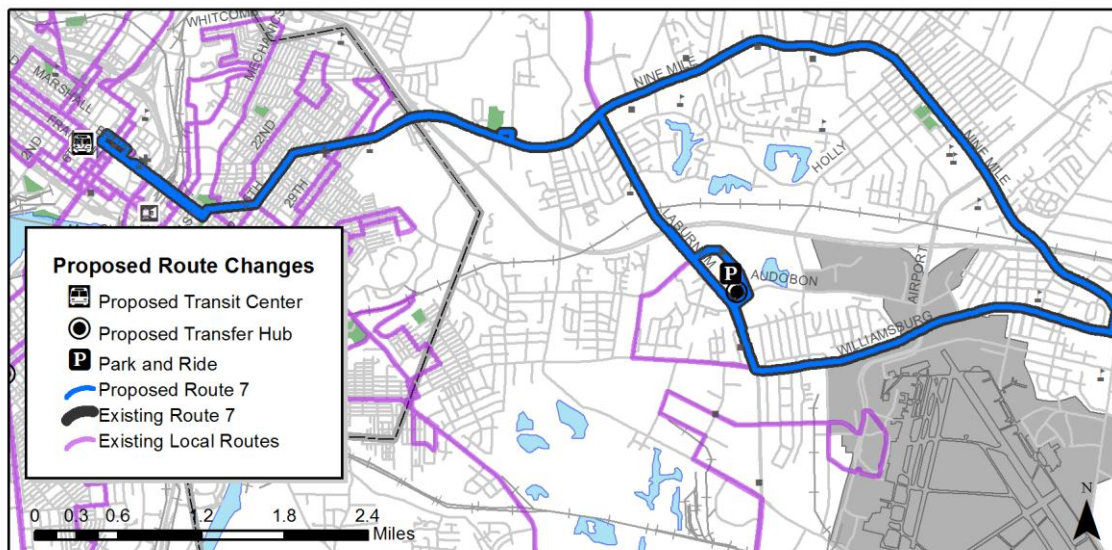 WHITCOMB
MECHANICS
MARSHALL
2ND
22ND
29TH
NINE MILE
HOLLY
NINE MILE
LABURNUM
P
AUDOBON
AIRPORT
WILLIAMSBURG
Proposed Route Changes
Proposed Transit Center
Proposed Transfer Hub
P Park and Ride
Proposed Route 7
Existing Route 7
Existing Local Routes
0 0.3 0.6 1.2 1.8 2.4
Miles
N